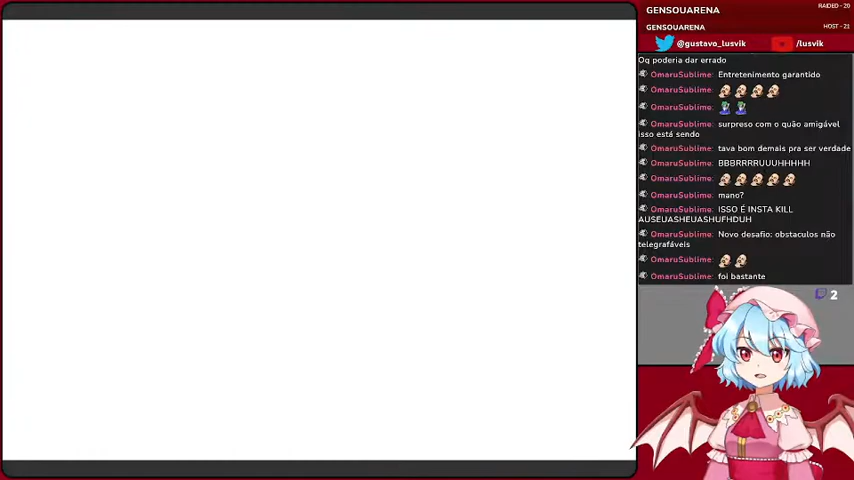 GENSOUARENA
RAIDED - 20
GENSOUARENA
HOST - 21
@gustavo_lusvik
/lusvik
Oq poderia dar errado
OmaruSublime: Entretenimento garantido
OmaruSublime:
OmaruSublime:
OmaruSublime: surpreso com o quão amigável
isso está sendo
OmaruSublime: tava bom demais pra ser verdade
OmaruSublime: BBBRRRRUUUHHHHH
OmaruSublime:
OmaruSublime: mano?
OmaruSublime: ISSO É INSTA KILL
AUSEUASHEUASHUFHDUH
OmaruSublime: Novo desafio: obstaculos não
telegrafáveis
OmaruSublime:
OmaruSublime: foi bastante
2